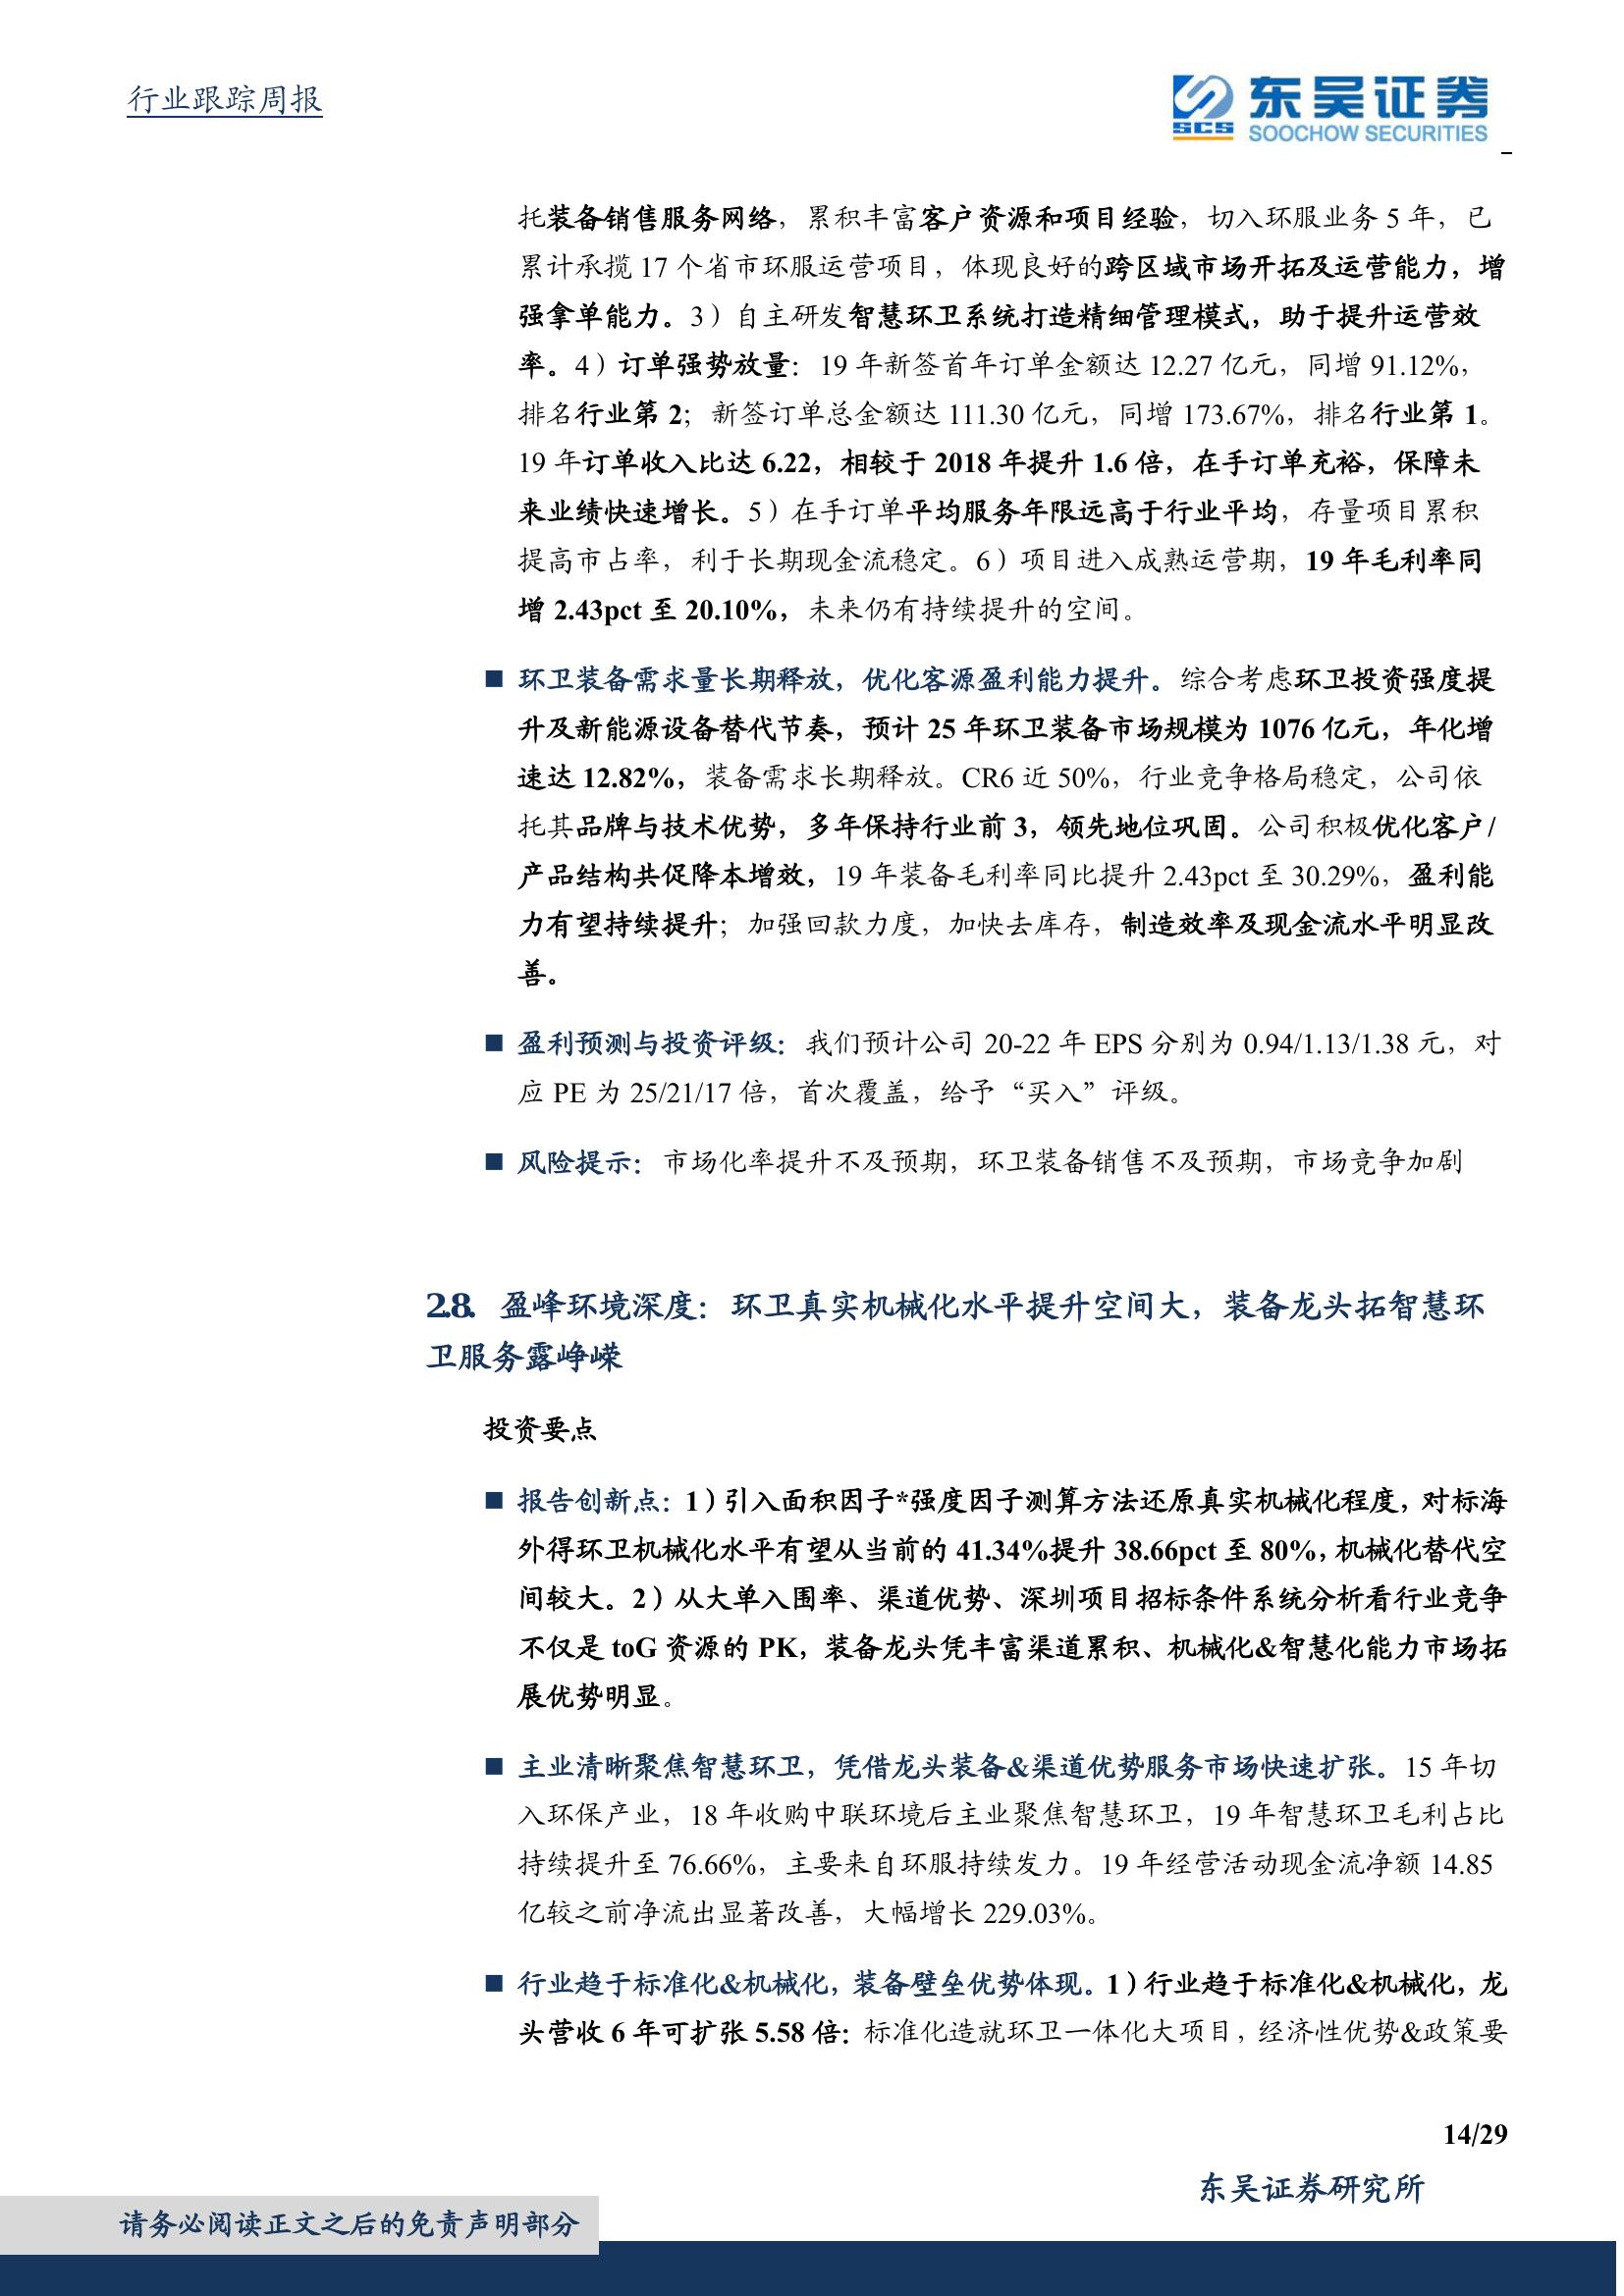 行业跟踪周报
SCS
东吴证券
SOOCHOW SECURITIES
托装备销售服务网络，累积丰富客户资源和项目经验，切入环服业务 5 年，已
累计承揽 17 个省市环服运营项目，体现良好的跨区域市场开拓及运营能力，增
强拿单能力。3）自主研发智慧环卫系统打造精细管理模式，助于提升运营效
率。4）订单强势放量：19 年新签首年订单金额达 12.27 亿元，同增 91.12%，
排名行业第 2；新签订单总金额达 111.30 亿元，同增 173.67%，排名行业第 1。
19 年订单收入比达 6.22，相较于 2018 年提升 1.6 倍，在手订单充裕，保障未
来业绩快速增长。5）在手订单平均服务年限远高于行业平均，存量项目累积
提高市占率，利于长期现金流稳定。6）项目进入成熟运营期，19 年毛利率同
增 2.43pct 至 20.10%，未来仍有持续提升的空间。
■ 环卫装备需求量长期释放，优化客源盈利能力提升。综合考虑环卫投资强度提
升及新能源设备替代节奏，预计 25 年环卫装备市场规模为 1076 亿元，年化增
速达 12.82%，装备需求长期释放。CR6 近 50%，行业竞争格局稳定，公司依
托其品牌与技术优势，多年保持行业前 3，领先地位巩固。公司积极优化客户/
产品结构共促降本增效，19 年装备毛利率同比提升 2.43pct 至 30.29%，盈利能
力有望持续提升；加强回款力度，加快去库存，制造效率及现金流水平明显改
善。
■ 盈利预测与投资评级：我们预计公司 20-22 年 EPS 分别为 0.94/1.13/1.38 元，对
应 PE 为 25/21/17 倍，首次覆盖，给予“买入”评级。
■ 风险提示：市场化率提升不及预期，环卫装备销售不及预期，市场竞争加剧
2.8. 盈峰环境深度：环卫真实机械化水平提升空间大，装备龙头拓智慧环
卫服务露峥嵘
投资要点
■ 报告创新点：1）引入面积因子*强度因子测算方法还原真实机械化程度，对标海
外得环卫机械化水平有望从当前的 41.34%提升 38.66pct 至 80%，机械化替代空
间较大。2）从大单入围率、渠道优势、深圳项目招标条件系统分析看行业竞争
不仅是 toG 资源的 PK，装备龙头凭丰富渠道累积、机械化&智慧化能力市场拓
展优势明显。
■ 主业清晰聚焦智慧环卫，凭借龙头装备&渠道优势服务市场快速扩张。15 年切
入环保产业，18 年收购中联环境后主业聚焦智慧环卫，19 年智慧环卫毛利占比
持续提升至 76.66%，主要来自环服持续发力。19 年经营活动现金流净额 14.85
亿较之前净流出显著改善，大幅增长 229.03%。
■ 行业趋于标准化&机械化，装备壁垒优势体现。1）行业趋于标准化&机械化，龙
头营收 6 年可扩张 5.58 倍：标准化造就环卫一体化大项目，经济性优势&政策要
14/29
东吴证券研究所
请务必阅读正文之后的免责声明部分